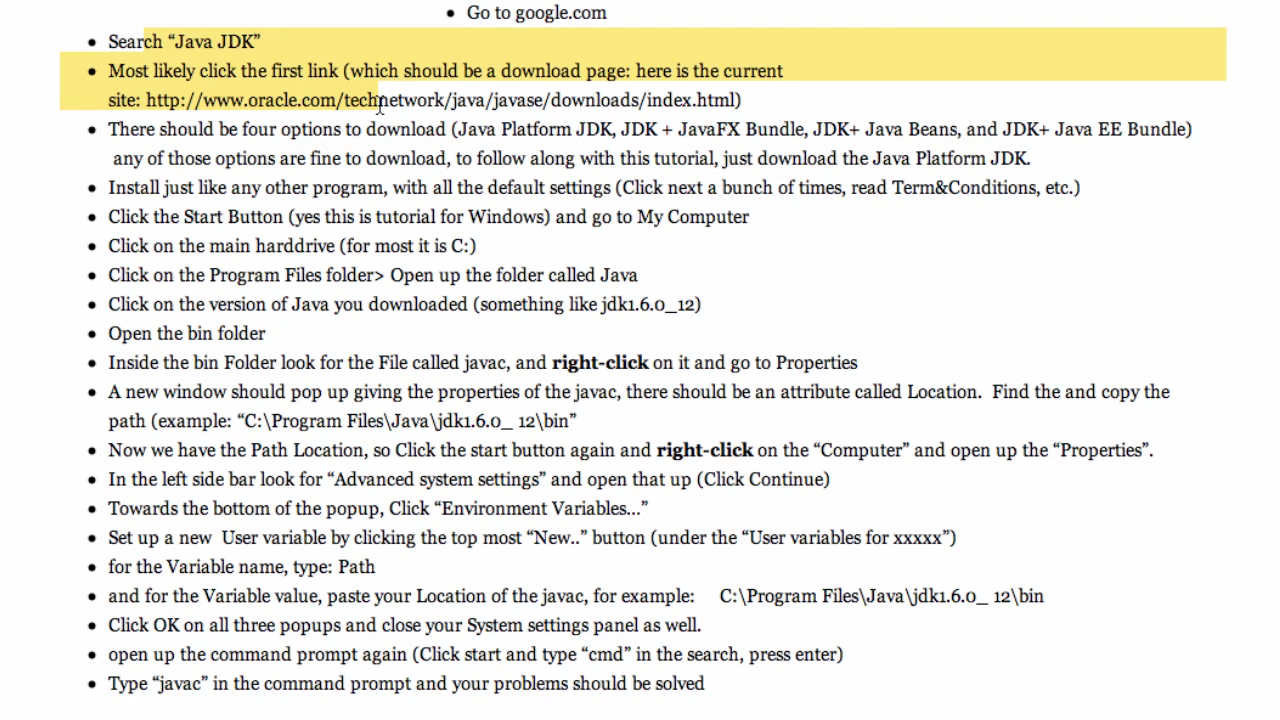 • Go to google.com
• Search “Java JDK”
• Most likely click the first link (which should be a download page: here is the current
site: http://www.oracle.com/technetwork/java/javase/downloads/index.html)
• There should be four options to download (Java Platform JDK, JDK + JavaFX Bundle, JDK+ Java Beans, and JDK+ Java EE Bundle)
any of those options are fine to download, to follow along with this tutorial, just download the Java Platform JDK.
• Install just like any other program, with all the default settings (Click next a bunch of times, read Term&Conditions, etc.)
• Click the Start Button (yes this is tutorial for Windows) and go to My Computer
• Click on the main harddrive (for most it is C:)
• Click on the Program Files folder> Open up the folder called Java
• Click on the version of Java you downloaded (something like jdk1.6.0_12)
• Open the bin folder
• Inside the bin Folder look for the File called javac, and right-click on it and go to Properties
• A new window should pop up giving the properties of the javac, there should be an attribute called Location.  Find the and copy the
path (example: “C:\Program Files\Java\jdk1.6.0_ 12\bin”
• Now we have the Path Location, so Click the start button again and right-click on the “Computer” and open up the “Properties”.
• In the left side bar look for “Advanced system settings” and open that up (Click Continue)
• Towards the bottom of the popup, Click “Environment Variables…”
• Set up a new  User variable by clicking the top most “New..” button (under the “User variables for xxxxx”)
• for the Variable name, type: Path
• and for the Variable value, paste your Location of the javac, for example:     C:\Program Files\Java\jdk1.6.0_ 12\bin
• Click OK on all three popups and close your System settings panel as well.
• open up the command prompt again (Click start and type “cmd” in the search, press enter)
• Type “javac” in the command prompt and your problems should be solved